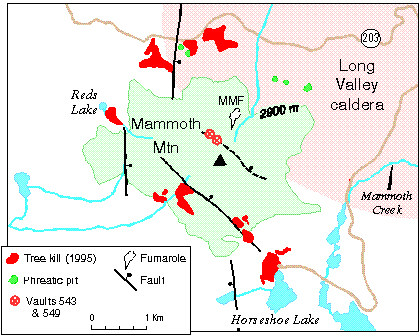 203
Long
Valley
caldera
Reds
Lake
MMF
2900 m
Mammoth
Mtn
Mammoth
Creek
Tree kill (1995)
Fumarole
Phreatic pit
Fault
Vaults 543
& 549
0 1 Km
Horseshoe Lake